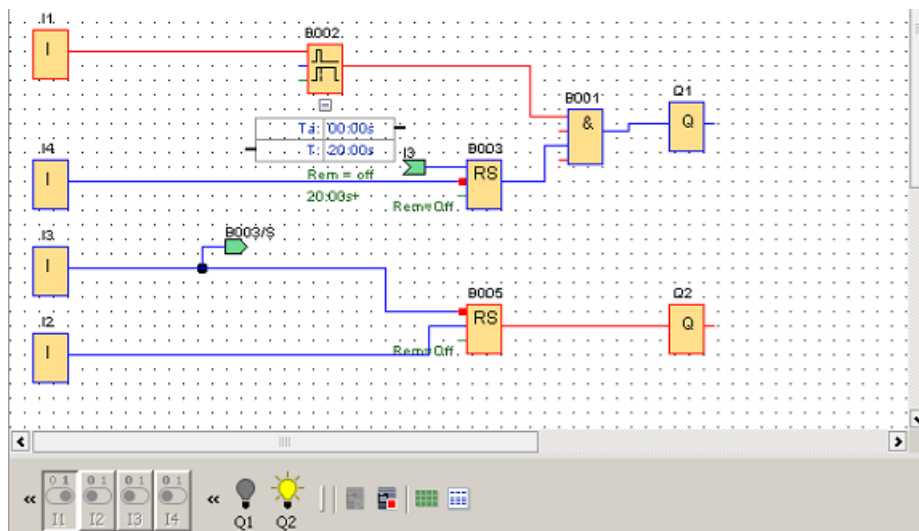 I1
I
B002
B001
&
Q1
Q
Ta: 00:00s
T: 20:00s
Rem = off
20:00s+
I4
I
I3
B003
RS
Rem=Off
I3
I
B003/S
B005
RS
Rem=Off
Q2
Q
I2
I
« 0 1 0 1 0 1 0 1 «
I1 I2 I3 I4 Q1 Q2